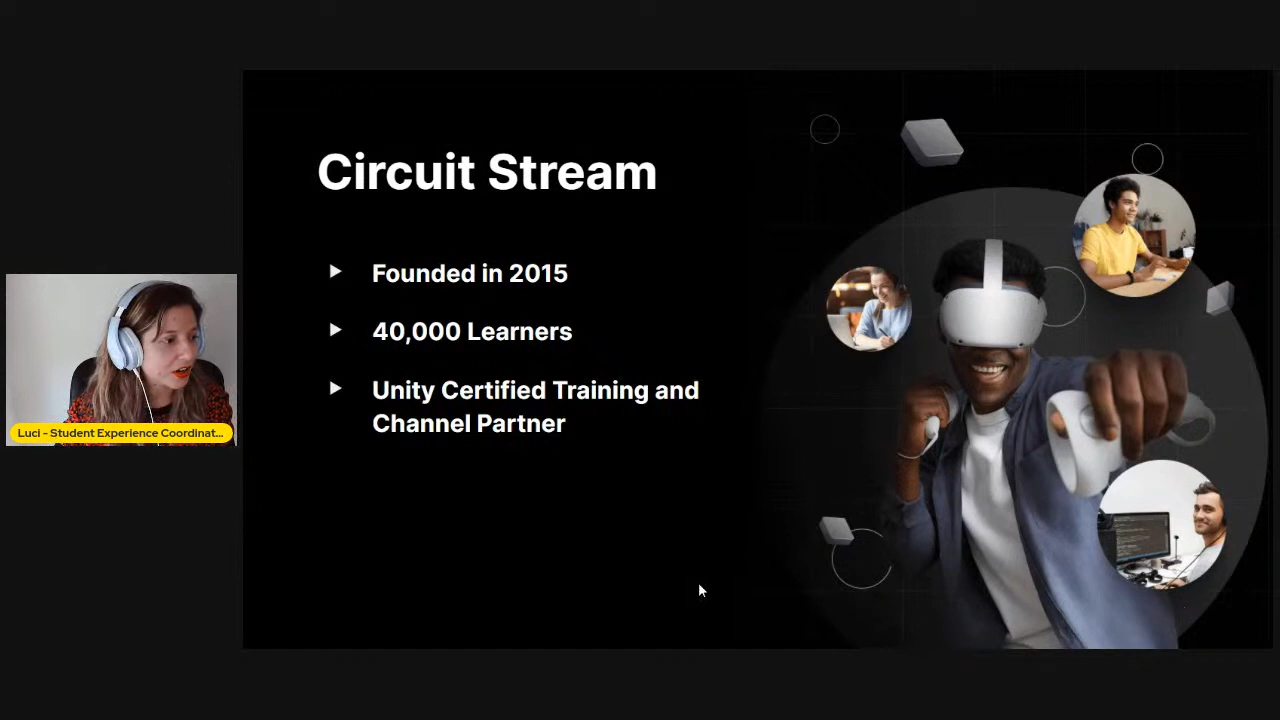 Circuit Stream
Founded in 2015
40,000 Learners
Unity Certified Training and
Channel Partner
Luci - Student Experience Coordinat...